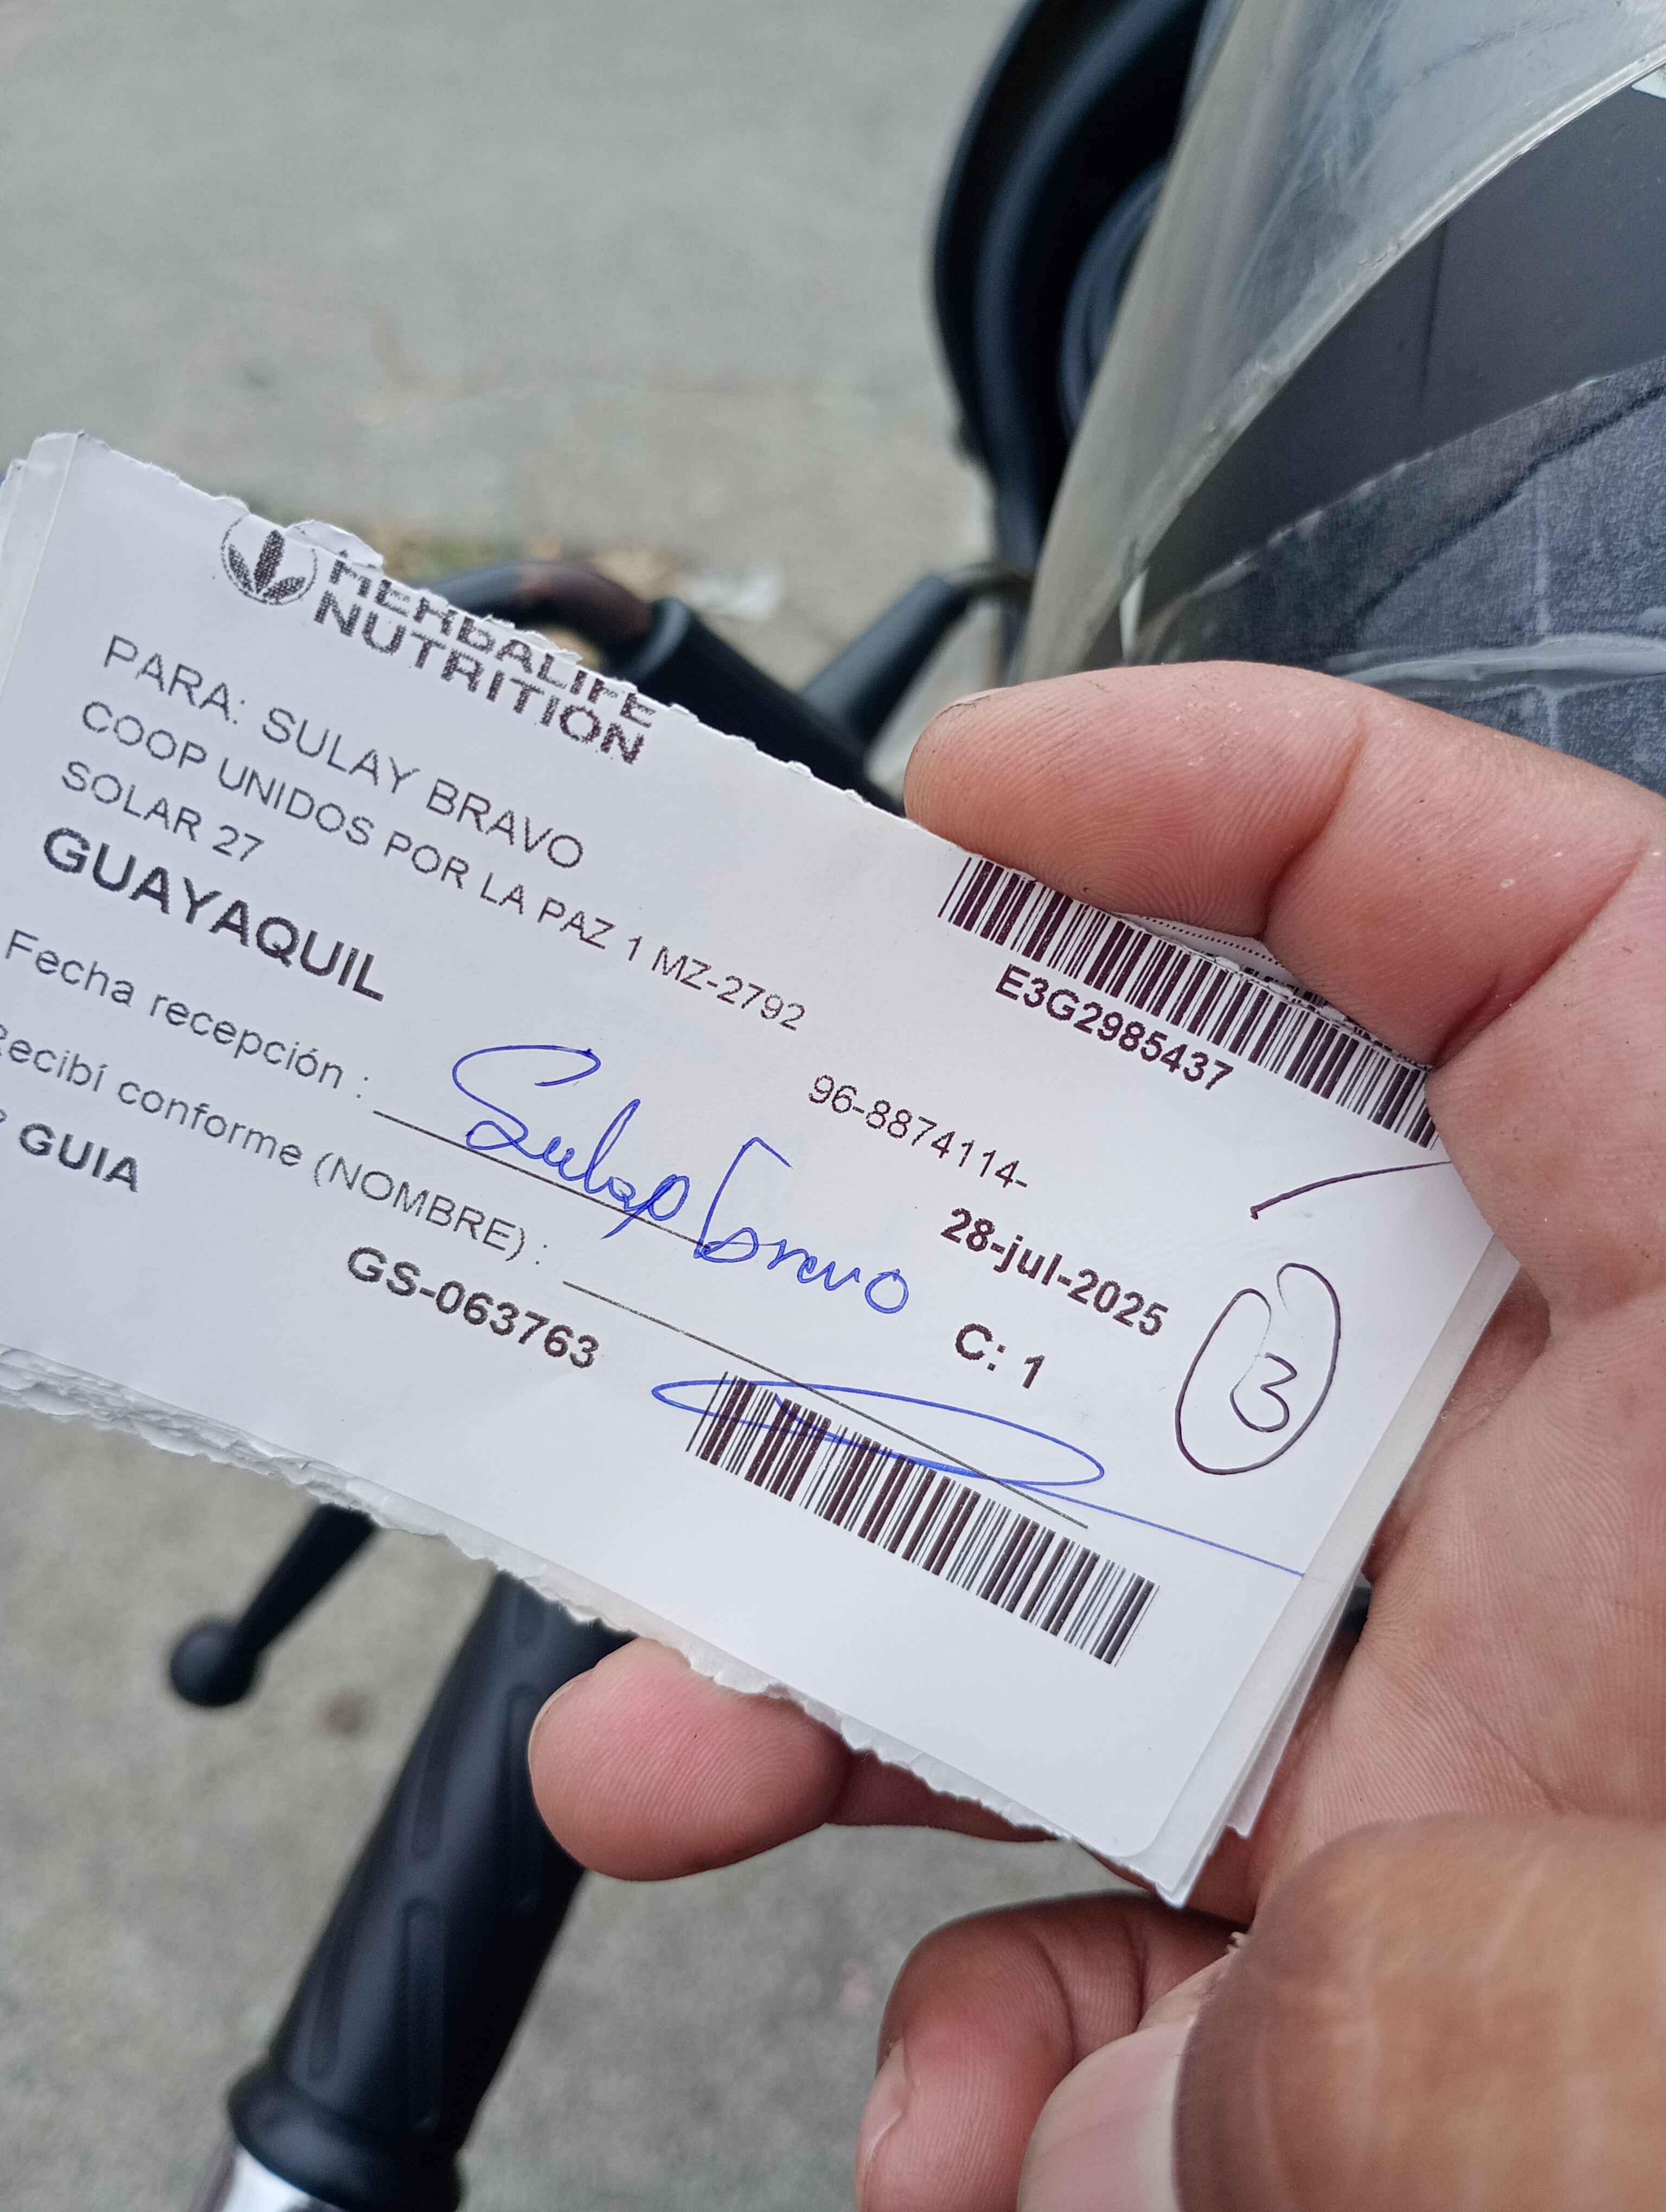 HERBALIFE
NUTRITION
PARA: SULAY BRAVO
COOP UNIDOS POR LA PAZ 1 MZ-2792
SOLAR 27
GUAYAQUIL
E3G2985437
96-8874114-
Fecha recepción :
28-jul-2025
Sulay bravo
Recibí conforme (NOMBRE) :
C: 1
3
GUIA
GS-063763